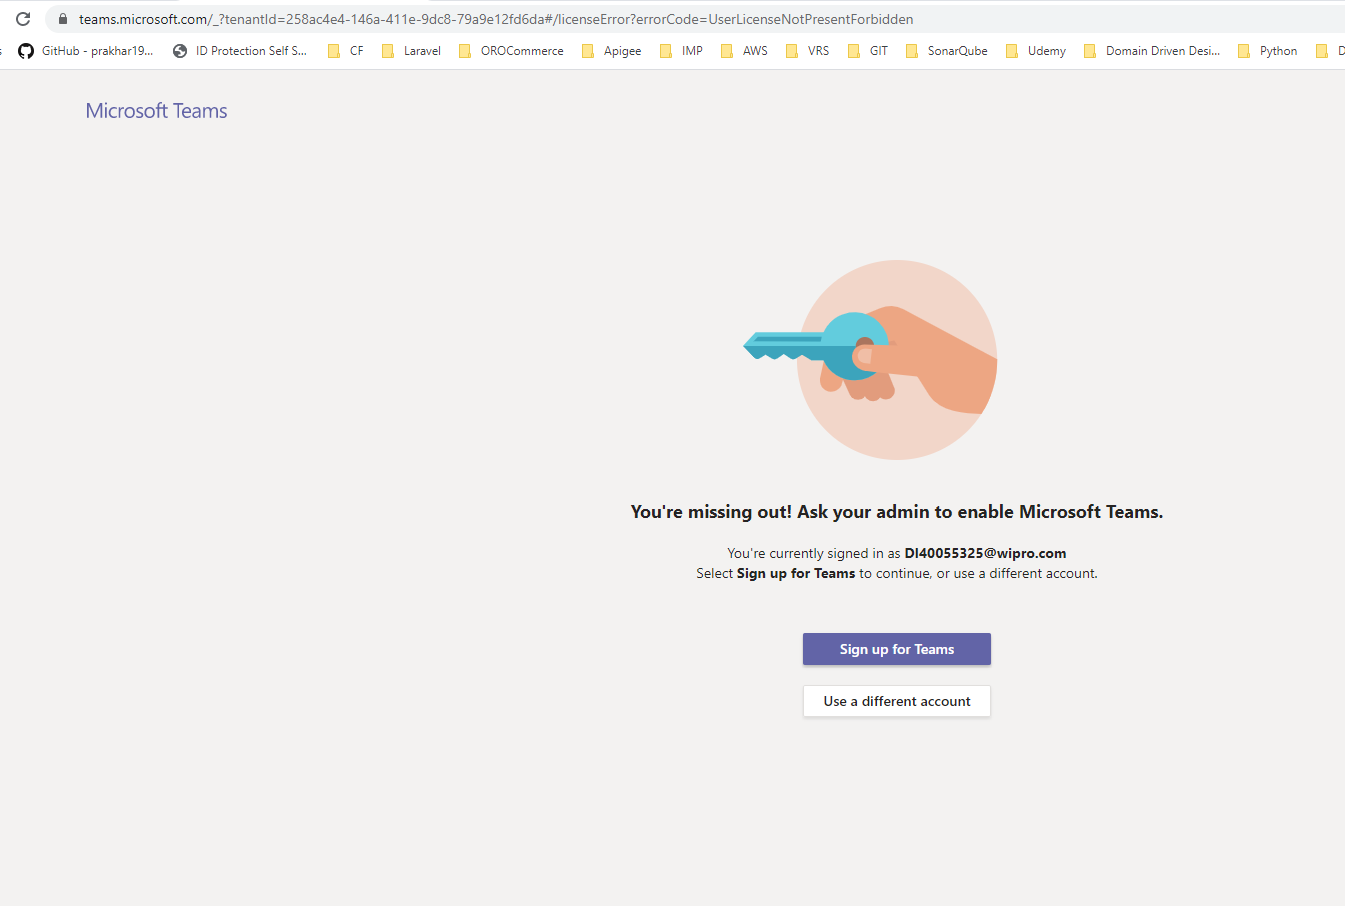 teams.microsoft.com/_?tenantId=258ac4e4-146a-411e-9dc8-79a9e12fd6da#/licenseError?errorCode=UserLicenseNotPresentForbidden
s GitHub - prakhar19... ID Protection Self S... CF Laravel OROCommerce Apigee IMP AWS VRS GIT SonarQube Udemy Domain Driven Desi... Python D
Microsoft Teams
You're missing out! Ask your admin to enable Microsoft Teams.
You're currently signed in as DI40055325@wipro.com
Select Sign up for Teams to continue, or use a different account.
Sign up for Teams
Use a different account